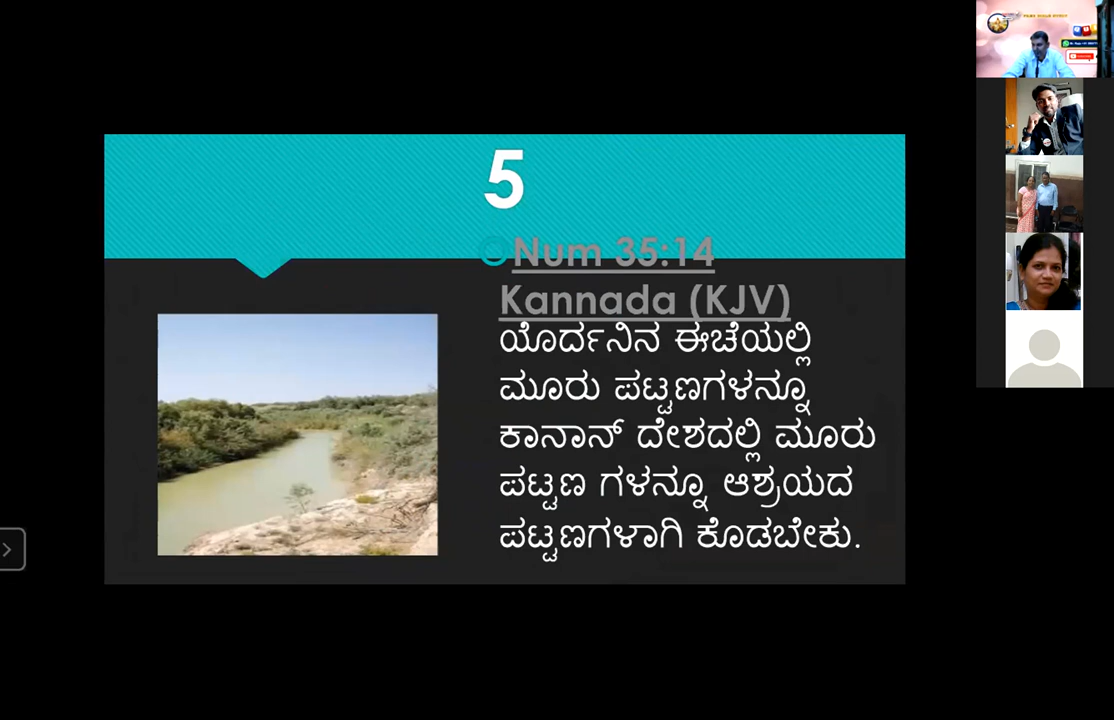 5
Num 35:14
Kannada (KJV)
ಯೊರ್ದನಿನ ಈಚೆಯಲ್ಲಿ
ಮೂರು ಪಟ್ಟಣಗಳನ್ನೂ
ಕಾನಾನ್ ದೇಶದಲ್ಲಿ ಮೂರು
ಪಟ್ಟಣ ಗಳನ್ನೂ ಆಶ್ರಯದ
ಪಟ್ಟಣಗಳಾಗಿ ಕೊಡಬೇಕು.